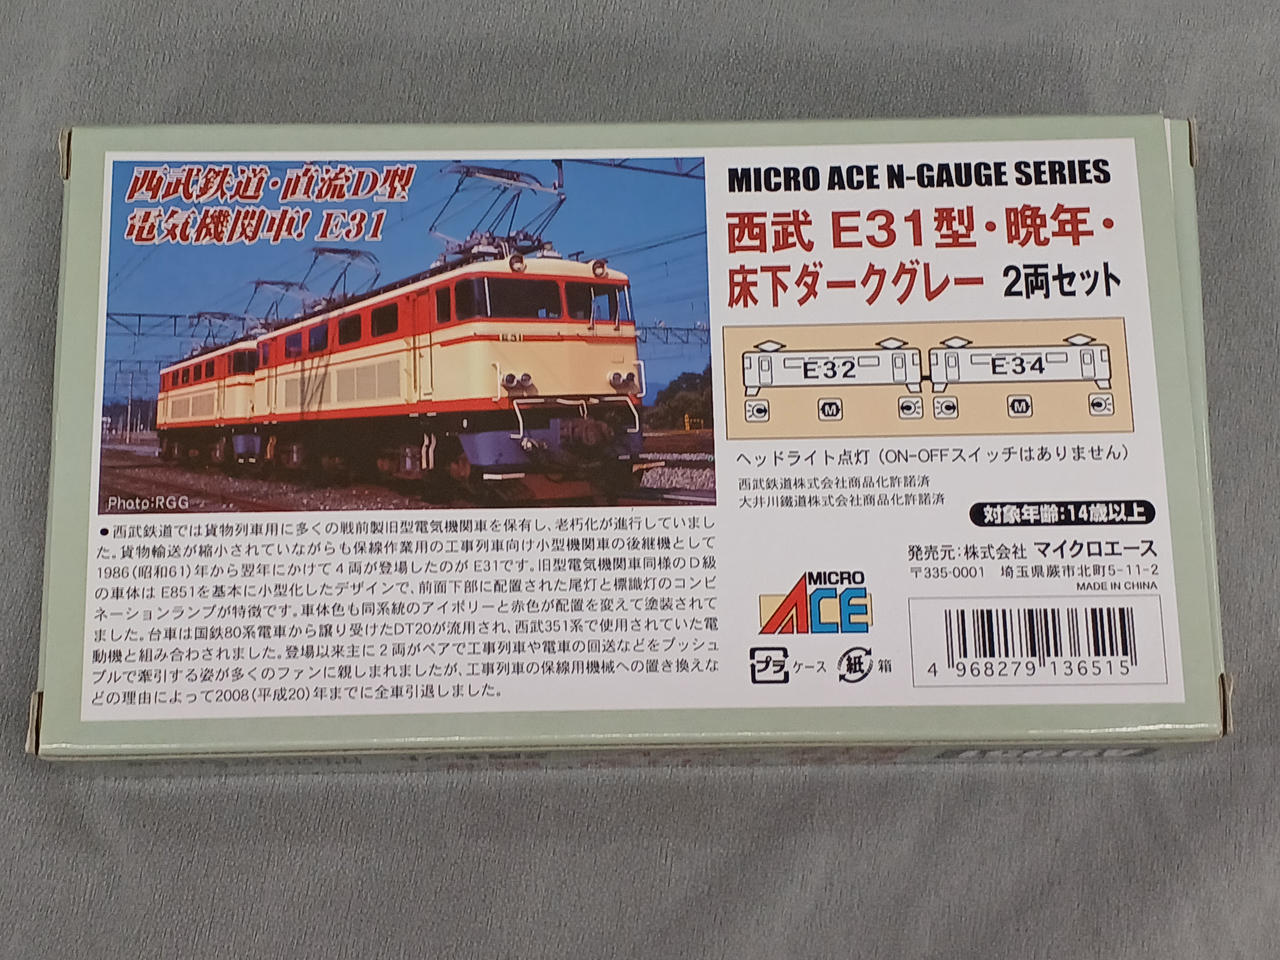 西武鉄道・直流D型
電気機関車! E31
Photo:RGG
● 西武鉄道では貨物列車用に多くの戦前製旧型電気機関車を保有し、老朽化が進行していまし
た。貨物輸送が縮小されていながらも保線作業用の工事列車向け小型機関車の後継機として
1986(昭和61)年から翌年にかけて4両が登場したのが E31です。旧型電気機関車同様のD級
の車体は E851を基本に小型化したデザインで、前面下部に配置された尾灯と標識灯のコンビ
ネーションランプが特徴です。車体色も同系統のアイボリーと赤色が配置を変えて塗装されて
ました。台車は国鉄80系電車から譲り受けたDT20が流用され、西武351系で使用されていた電
動機と組み合わされました。登場以来主に2両がペアで工事列車や電車の回送などをプッシュ
プルで牽引する姿が多くのファンに親しまれましたが、工事列車の保線用機械への置き換えな
どの理由によって2008(平成20)年までに全車引退しました。
MICRO ACE N-GAUGE SERIES
西武 E31型・晩年・
床下ダークグレー 2両セット
E32 E34
C M C C M C
ヘッドライト点灯 (ON-OFFスイッチはありません)
西武鉄道株式会社商品化許諾済
大井川鐵道株式会社商品化許諾済
対象年齢:14歳以上
発売元:株式会社 マイクロエース
〒335-0001 埼玉県蕨市北町5-11-2
MADE IN CHINA
MICRO
ACE
プラ ケース 紙 箱
4 968279 136515
E31